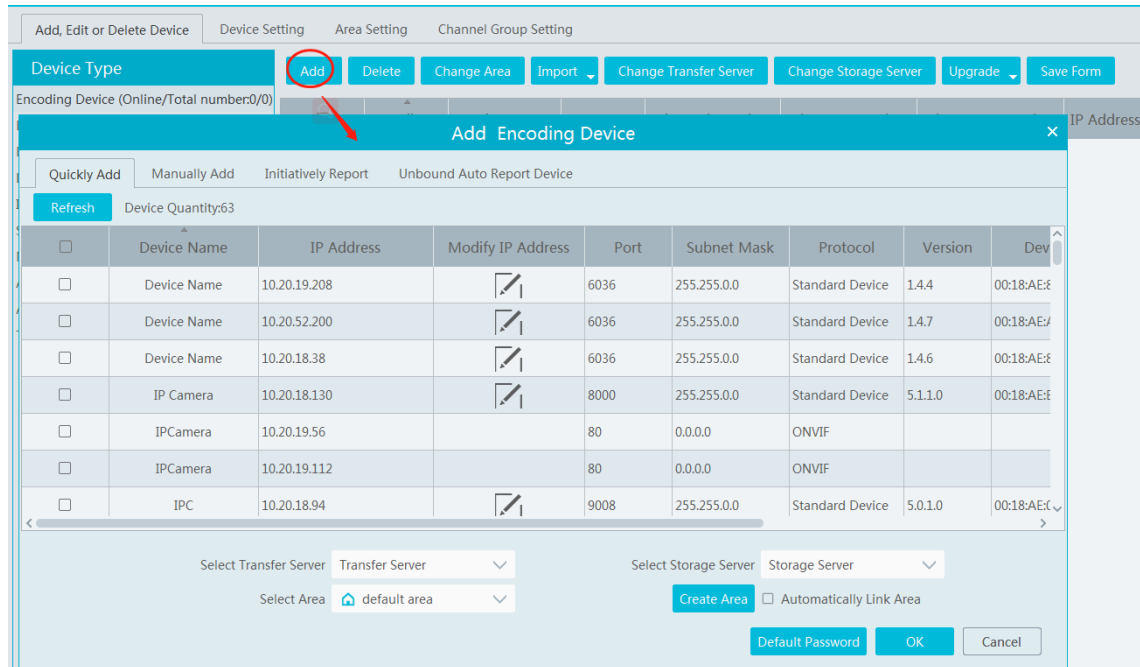 Add, Edit or Delete Device Device Setting Area Setting Channel Group Setting
Device Type Add Delete Change Area Import Change Transfer Server Change Storage Server Upgrade Save Form
Encoding Device (Online/Total number:0/0)
IP Address
Add Encoding Device ×
Quickly Add Manually Add Initiatively Report Unbound Auto Report Device
Refresh Device Quantity:63
Device Name IP Address Modify IP Address Port Subnet Mask Protocol Version Dev
Device Name 10.20.19.208 6036 255.255.0.0 Standard Device 1.4.4 00:18:AE:
Device Name 10.20.52.200 6036 255.255.0.0 Standard Device 1.4.7 00:18:AE:
Device Name 10.20.18.38 6036 255.255.0.0 Standard Device 1.4.6 00:18:AE:
IP Camera 10.20.18.130 8000 255.255.0.0 Standard Device 5.1.1.0 00:18:AE:
IPCamera 10.20.19.56 80 0.0.0.0 ONVIF
IPCamera 10.20.19.112 80 0.0.0.0 ONVIF
IPC 10.20.18.94 9008 255.255.0.0 Standard Device 5.0.1.0 00:18:AE:
Select Transfer Server Transfer Server Select Storage Server Storage Server
Select Area default area Create Area Automatically Link Area
Default Password OK Cancel